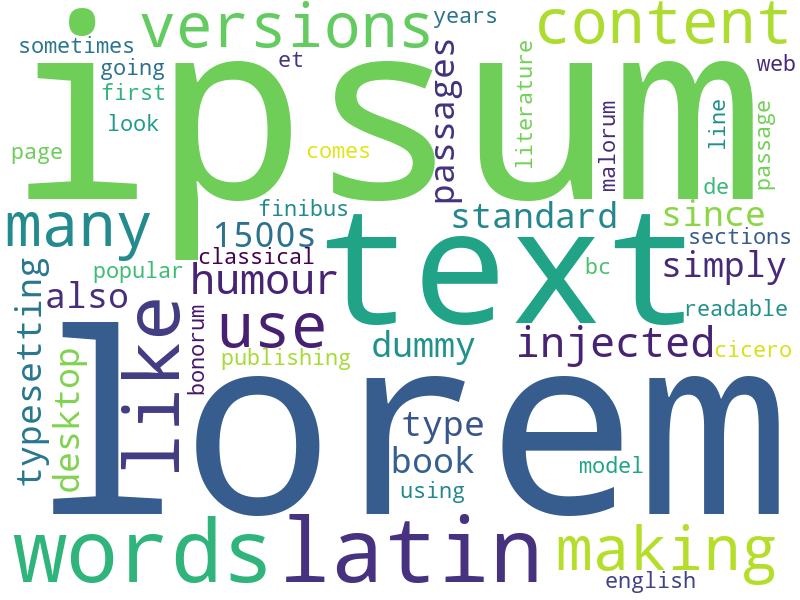 versions
years
content
sometimes
ipsum
going
et
web
first
passages
literature
look
malorum
line
passage
page
comes
de
many
finibus
1500s
standard
since
text
sections
classical
typesetting
popular
humour
bc
simply
also
like
use
readable
bonorum
dummy
injected
desktop
publishing
cicero
lorem
type
book
model
using
words
latin
making
english